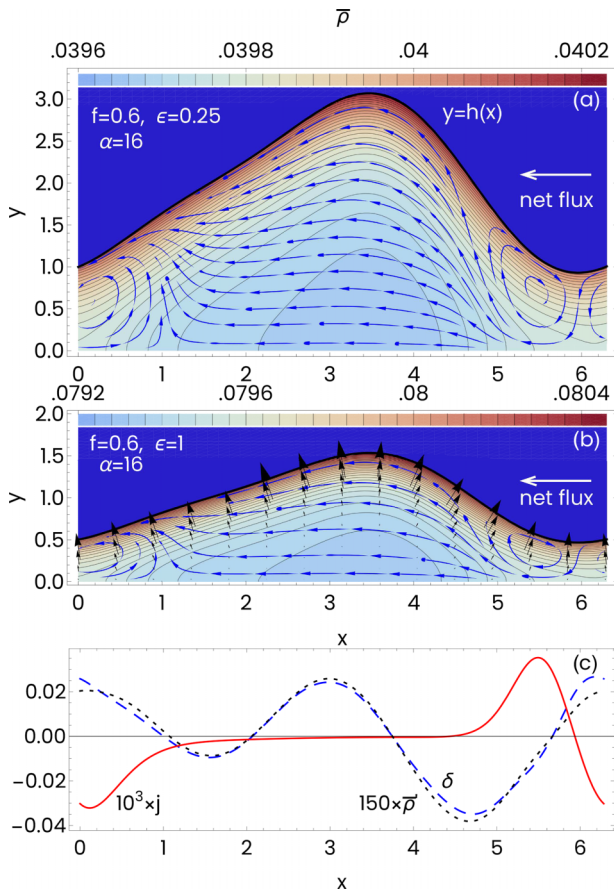 ρ̅
.0396 .0398 .04 .0402
3.0
2.5
2.0
1.5
1.0
0.5
0.0
y
f=0.6, ϵ=0.25
α=16
y=h(x)
(a)
net flux
0 1 2 3 4 5 6
.0792 .0796 .08 .0804
2.0
1.5
1.0
0.5
0.0
y
f=0.6, ϵ=1
α=16
(b)
net flux
0 1 2 3 4 5 6
x
0.02
0.00
−0.02
−0.04
(c)
10³×j
150×ρ̅
δ
0 1 2 3 4 5 6
x